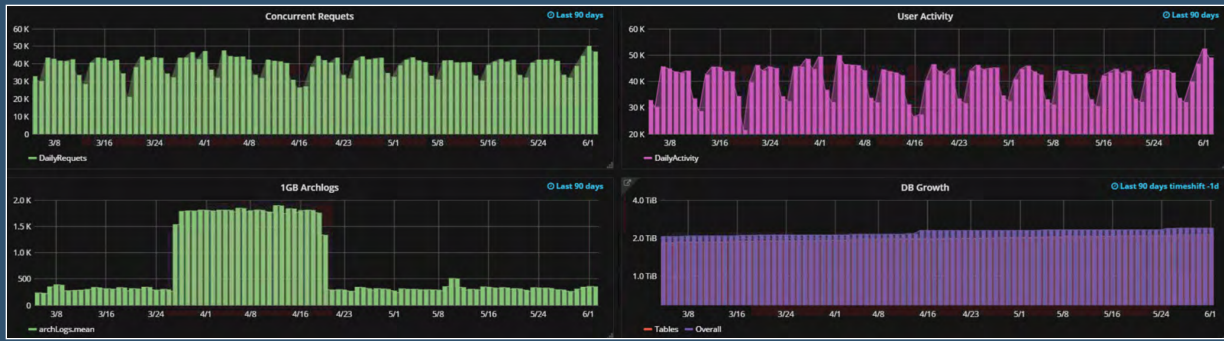 Concurrent Requets
Last 90 days
60 K
50 K
40 K
30 K
20 K
10 K
0
3/8 3/16 3/24 4/1 4/8 4/16 4/23 5/1 5/8 5/16 5/24 6/1
DailyRequets
User Activity
Last 90 days
60 K
50 K
40 K
30 K
20 K
3/8 3/16 3/24 4/1 4/8 4/16 4/23 5/1 5/8 5/16 5/24 6/1
DailyActivity
1GB Archlogs
Last 90 days
2.0 K
1.5 K
1.0 K
500
0
3/8 3/16 3/24 4/1 4/8 4/16 4/23 5/1 5/8 5/16 5/24 6/1
archLogs.mean
DB Growth
Last 90 days timeshift -1d
4.0 TiB
2.0 TiB
1.0 TiB
3/8 3/16 3/24 4/1 4/8 4/16 4/23 5/1 5/8 5/16 5/24 6/1
Tables Overall